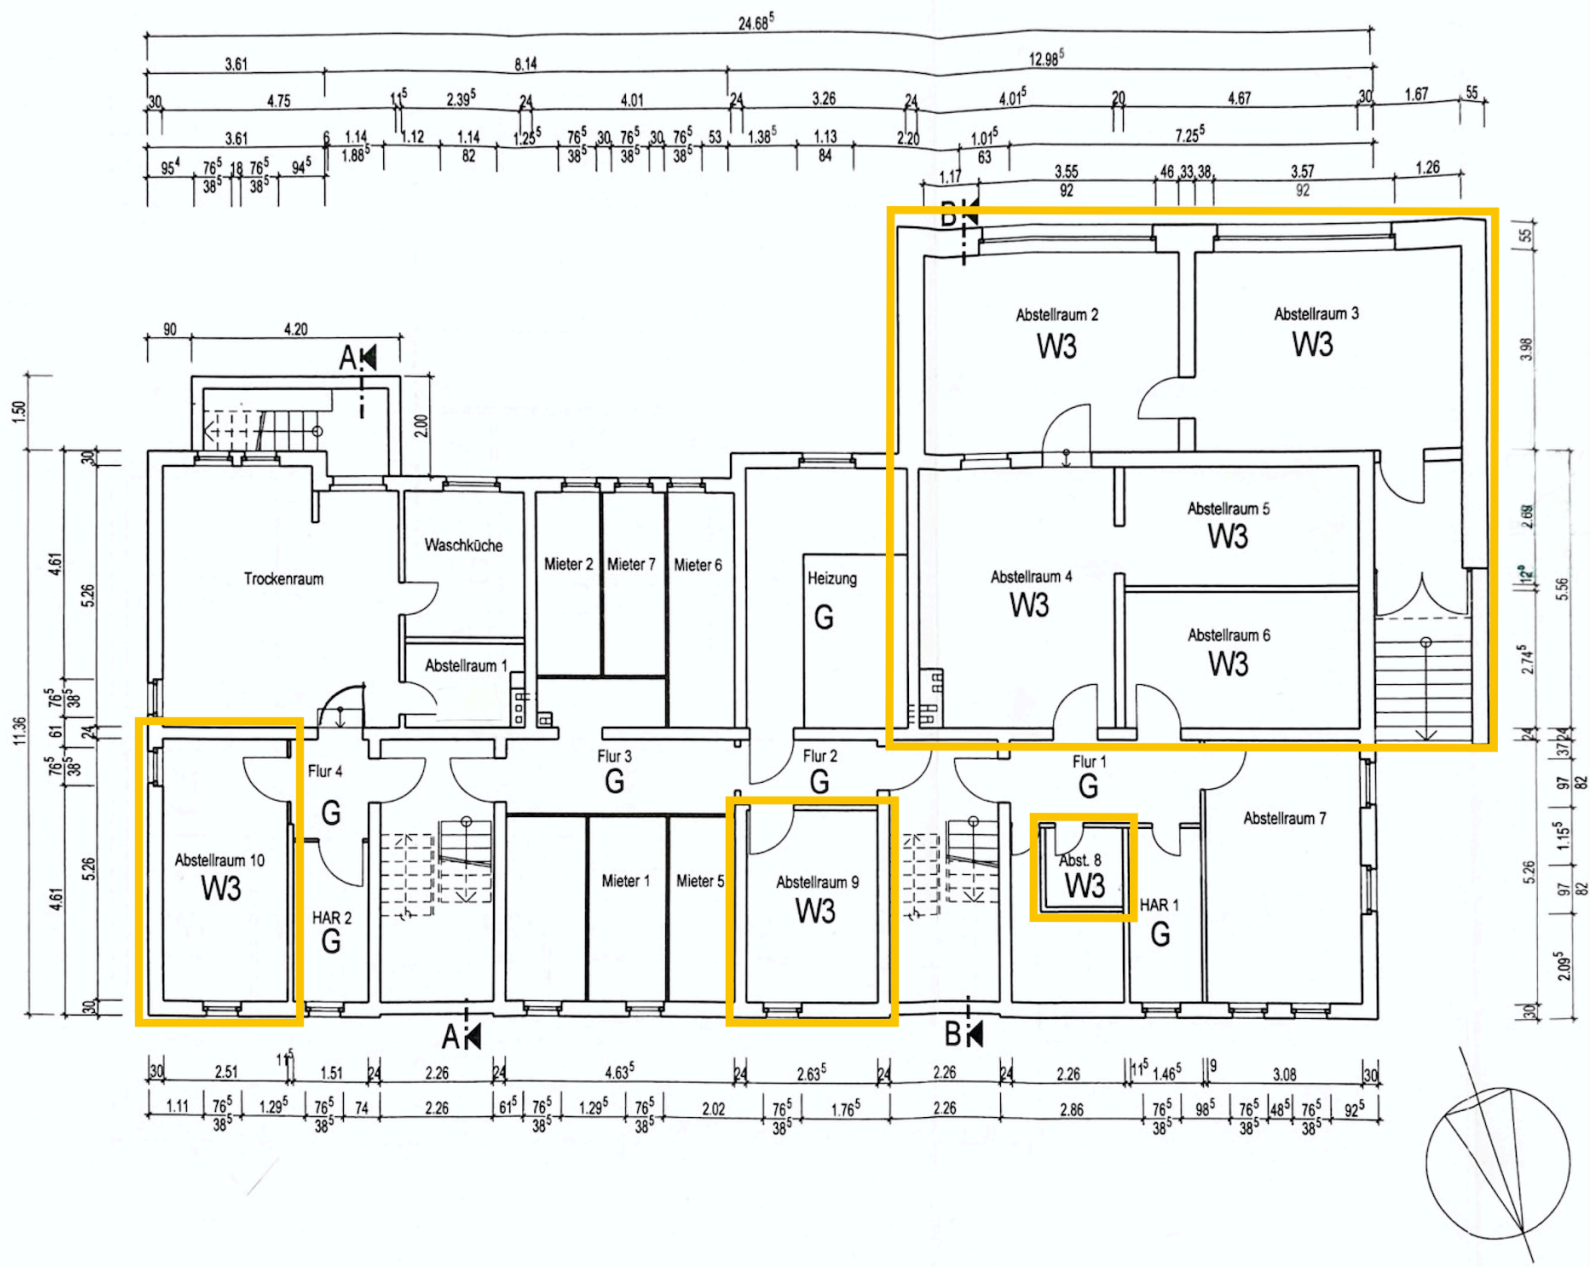 24.68⁵
3.61 8.14 12.98⁵
30 4.75 11⁵ 2.39⁵ 24 4.01 24 3.26 24 4.01⁵ 20 4.67 30 1.67 55
3.61 6 1.14 1.12 1.14 1.25⁵ 76⁵ 30 76⁵ 30 76⁵ 53 1.38⁵ 1.13 2.20 1.01⁵ 7.25⁵
1.88⁵ 82 38⁵ 38⁵ 38⁵ 84 63
95⁴ 76⁵ 18 76⁵ 94⁵
38⁵ 38⁵
1.17 3.55 46 33 38 3.57 1.26
92 92
B
55
Abstellraum 2
W3
Abstellraum 3
W3
3.98
90 4.20
A
1.50
2.00
30
4.61
5.26
76⁵
38⁵
61
24
11.36
76⁵
38⁵
5.26
4.61
30
Trockenraum
Waschküche
Abstellraum 1
Mieter 2
Mieter 7
Mieter 6
Heizung
G
Abstellraum 4
W3
Abstellraum 5
W3
Abstellraum 6
W3
2.69
12⁵
5.56
2.74⁵
24
24
37
97
82
1.15⁵
5.26
97
82
2.09⁵
30
Flur 4
G
Flur 3
G
Flur 2
G
Flur 1
G
Abstellraum 10
W3
HAR 2
G
Mieter 1
Mieter 5
Abstellraum 9
W3
Abst. 8
W3
HAR 1
G
Abstellraum 7
A
B
30 2.51 11⁵ 1.51 24 2.26 24 4.63⁵ 24 2.63⁵ 24 2.26 24 2.26 11⁵ 1.46⁵ 9 3.08 30
1.11 76⁵ 1.29⁵ 76⁵ 74 2.26 61⁵ 76⁵ 1.29⁵ 76⁵ 2.02 76⁵ 1.76⁵ 2.26 2.86 76⁵ 98⁵ 76⁵ 48⁵ 76⁵ 92⁵
38⁵ 38⁵ 38⁵ 38⁵ 38⁵ 38⁵ 38⁵ 38⁵